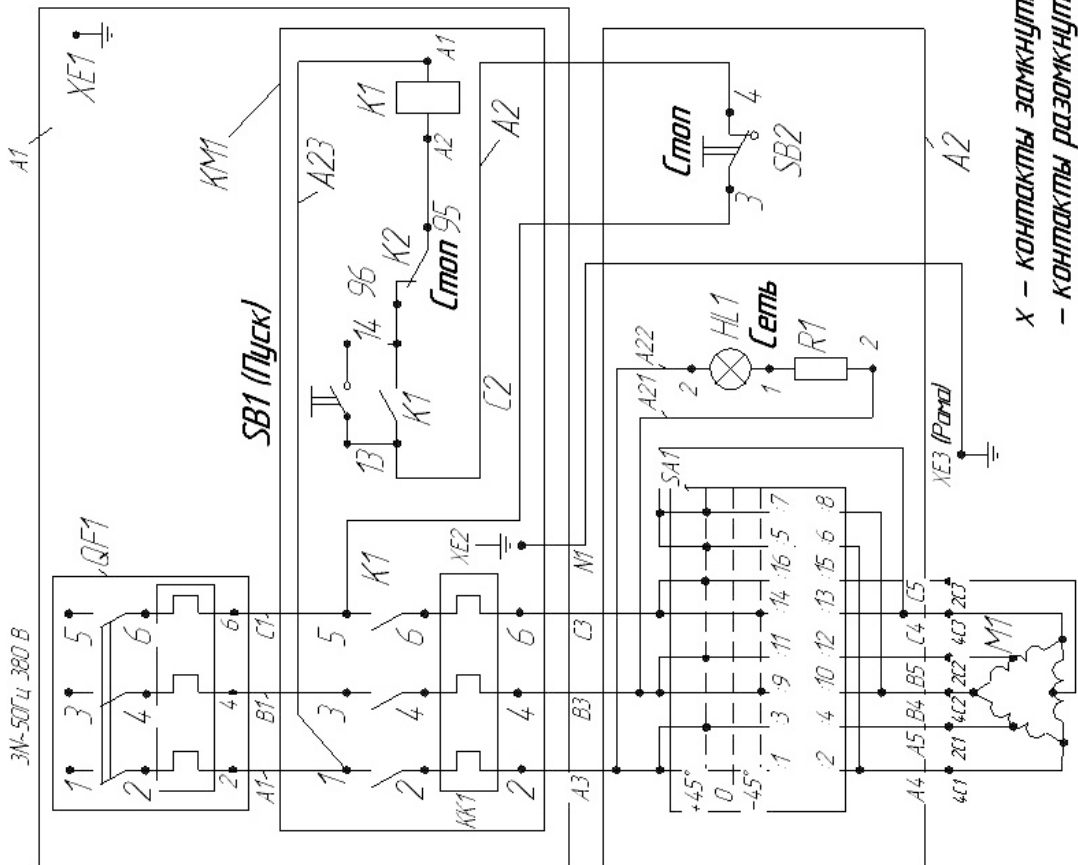 3N~50Гц 380 В
A1
XE1
QF1
1 3 5
2 4 6
2 4 6
A1 B1 C1
KM1
A23
SB1 (Пуск)
13 14 96
K1
K2
95
Стоп
A2
K1
A1
A2
C2
1 3 5
K1
2 4 6
KK1
2 4 6
XE2
A3 B3 C3 N1
Стоп
3 4
SB2
A2
A21 A22
2
HL1
Сеть
1
R1
2
SA1
+45°
0
-45°
1 3 9 11 14 16 5 7
2 4 10 12 13 15 6 8
XE3 (Рама)
A4 A5 B4 B5 C4 C5
4C1 2C1 4C2 2C2 4C3 2C3
M1
X – контакты замкнут
– контакты разомкнут